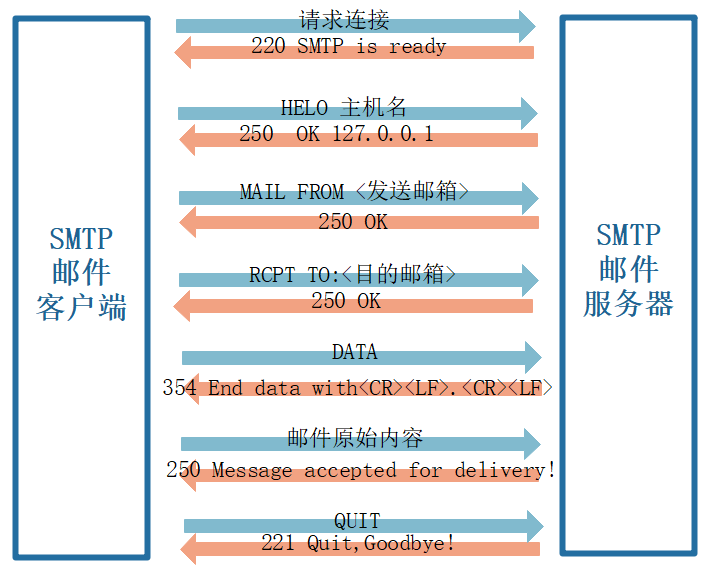 请求连接
220 SMTP is ready
HELO 主机名
250  OK 127.0.0.1
MAIL FROM <发送邮箱>
250 OK
RCPT TO:<目的邮箱>
250 OK
DATA
354 End data with<CR><LF>.<CR><LF>
邮件原始内容
250 Message accepted for delivery!
QUIT
221 Quit,Goodbye!
SMTP
邮件
客户端
SMTP
邮件
服务器